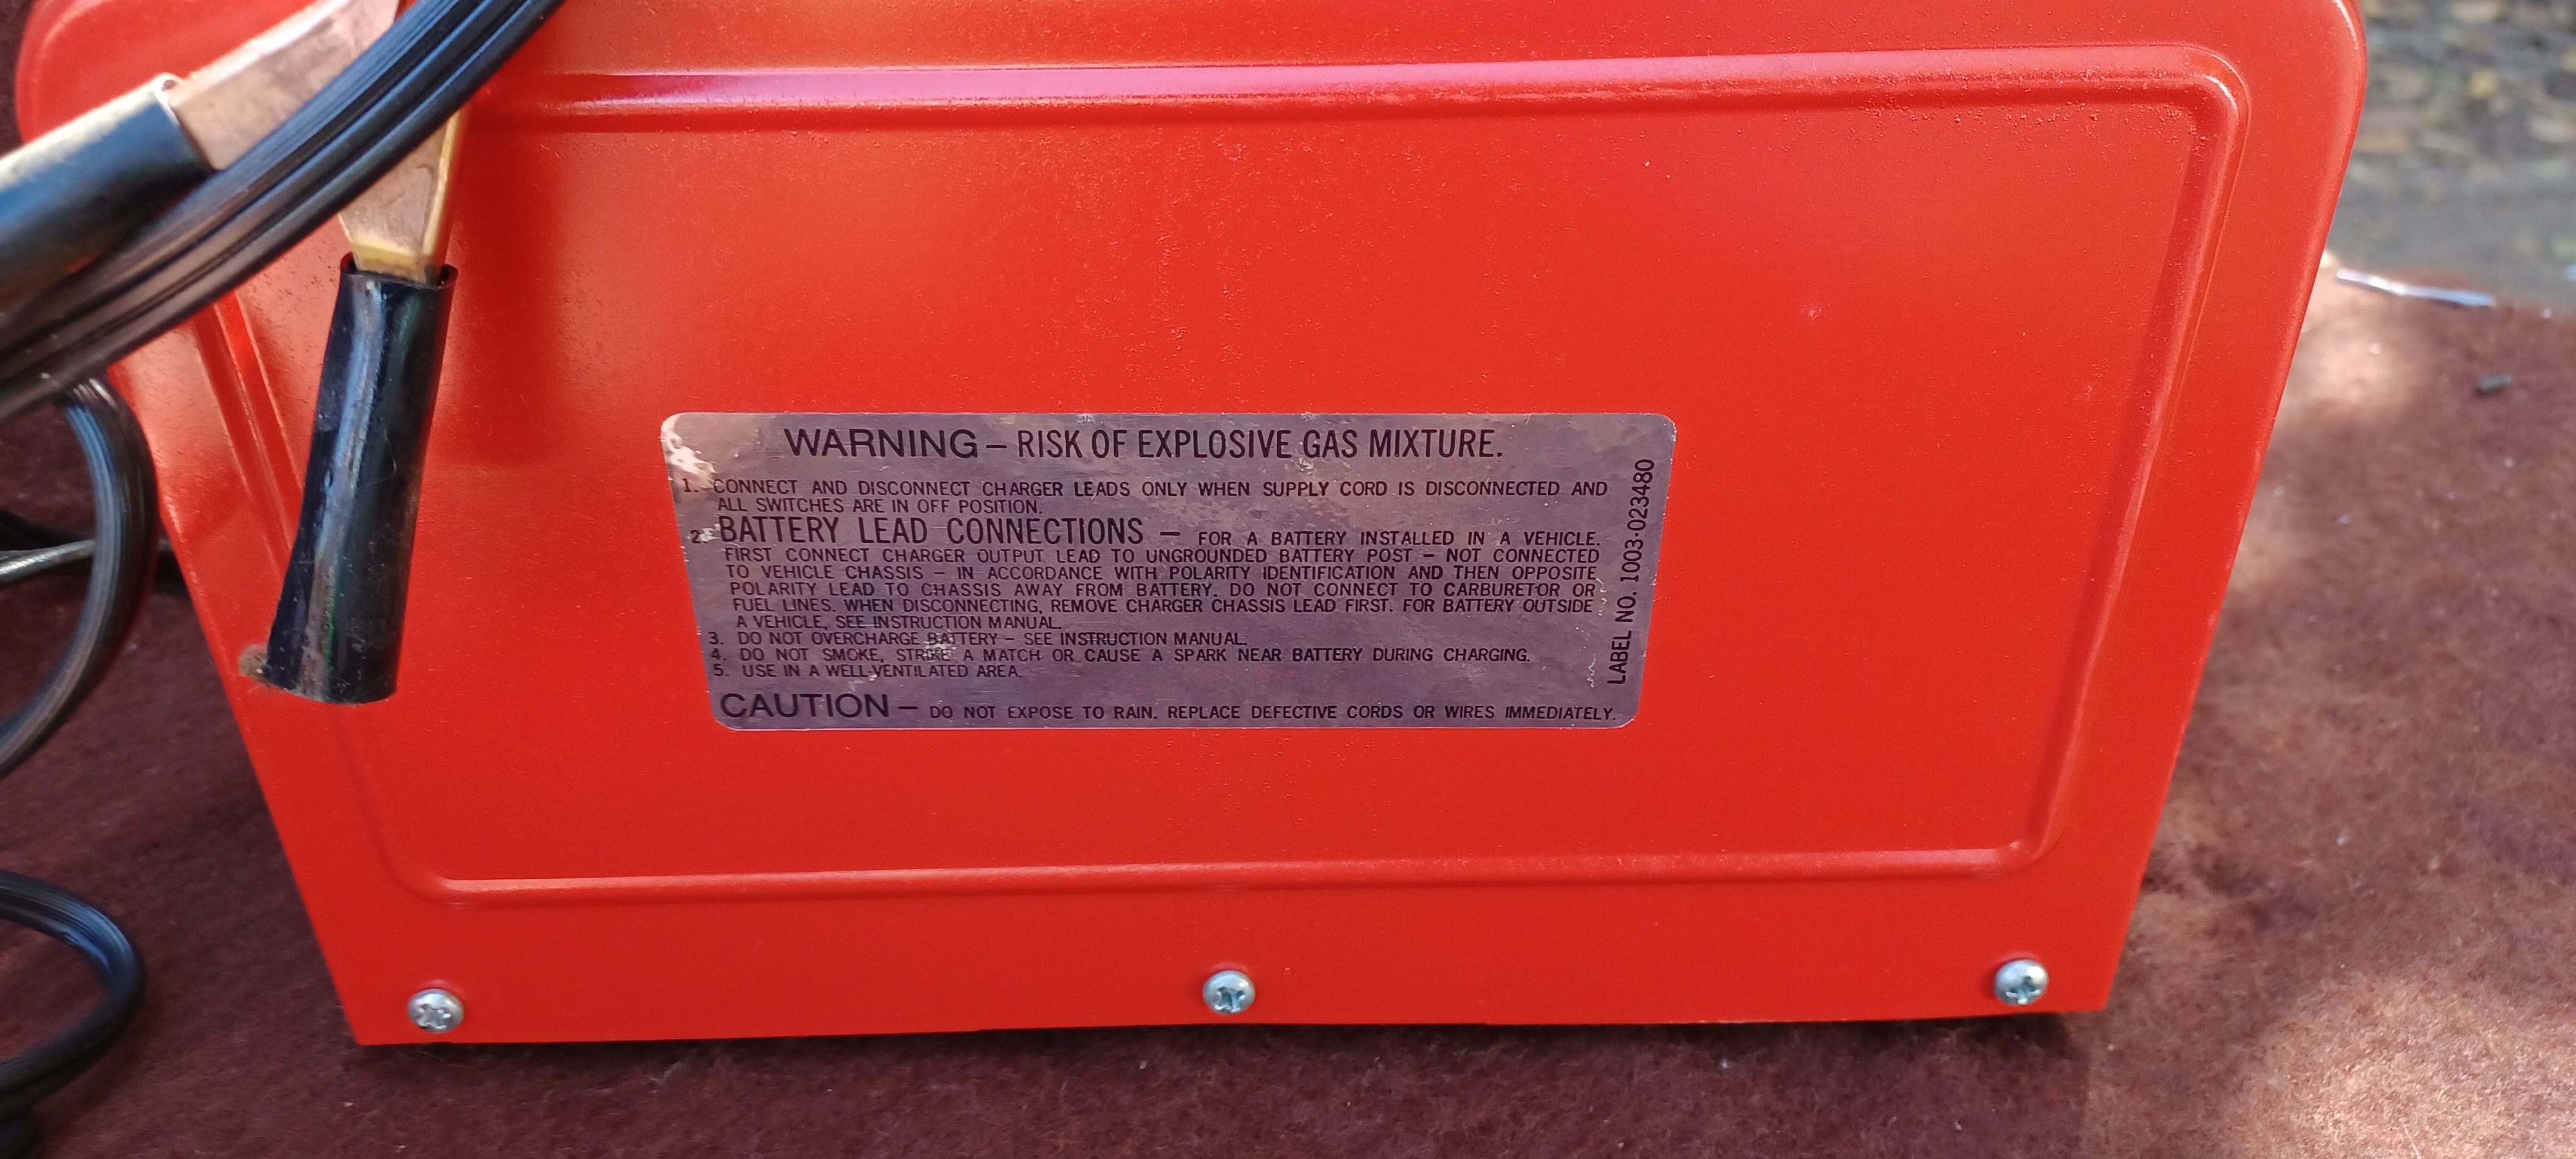 WARNING – RISK OF EXPLOSIVE GAS MIXTURE.
1. CONNECT AND DISCONNECT CHARGER LEADS ONLY WHEN SUPPLY CORD IS DISCONNECTED AND
ALL SWITCHES ARE IN OFF POSITION.
2. BATTERY LEAD CONNECTIONS – FOR A BATTERY INSTALLED IN A VEHICLE.
FIRST CONNECT CHARGER OUTPUT LEAD TO UNGROUNDED BATTERY POST – NOT CONNECTED
TO VEHICLE CHASSIS – IN ACCORDANCE WITH POLARITY IDENTIFICATION AND THEN OPPOSITE
POLARITY LEAD TO CHASSIS AWAY FROM BATTERY. DO NOT CONNECT TO CARBURETOR OR
FUEL LINES. WHEN DISCONNECTING, REMOVE CHARGER CHASSIS LEAD FIRST. FOR BATTERY OUTSIDE
A VEHICLE, SEE INSTRUCTION MANUAL.
3. DO NOT OVERCHARGE BATTERY – SEE INSTRUCTION MANUAL.
4. DO NOT SMOKE, STRIKE A MATCH OR CAUSE A SPARK NEAR BATTERY DURING CHARGING.
5. USE IN A WELL-VENTILATED AREA.
CAUTION – DO NOT EXPOSE TO RAIN. REPLACE DEFECTIVE CORDS OR WIRES IMMEDIATELY.
LABEL NO. 1003-023480